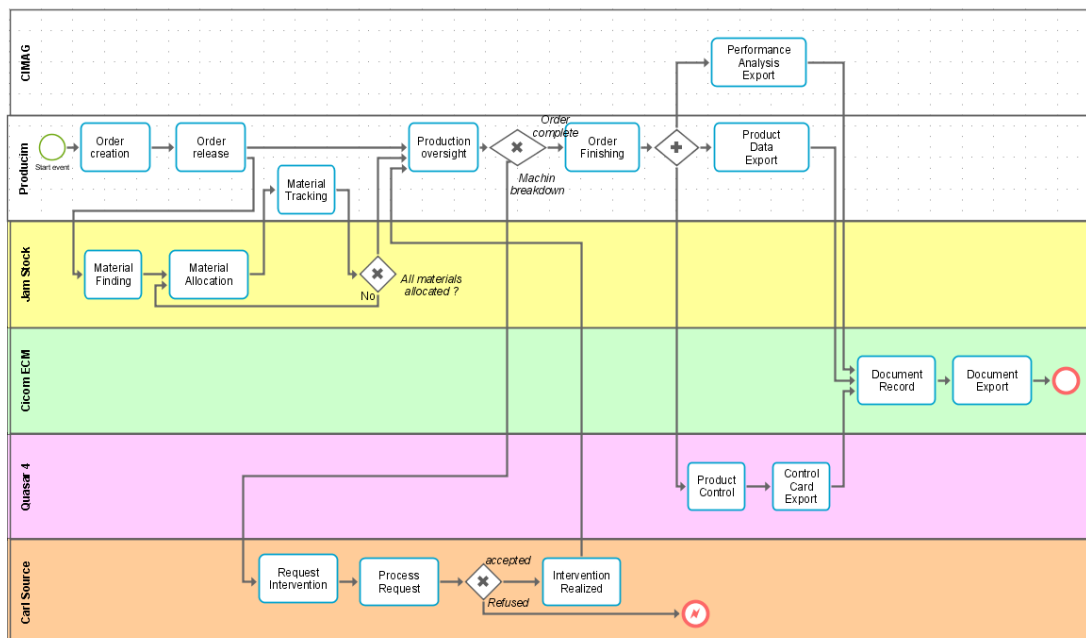 CIMAG
Performance
Analysis
Export
Producim
Start event
Order
creation
Order
release
Production
oversight
Order
complete
Order
Finishing
Product
Data
Export
Material
Tracking
Machin
breakdown
Jam Stock
Material
Finding
Material
Allocation
No
All materials
allocated ?
Cicom ECM
Document
Record
Document
Export
Quasar 4
Product
Control
Control
Card
Export
Carl Source
Request
Intervention
Process
Request
accepted
Refused
Intervention
Realized